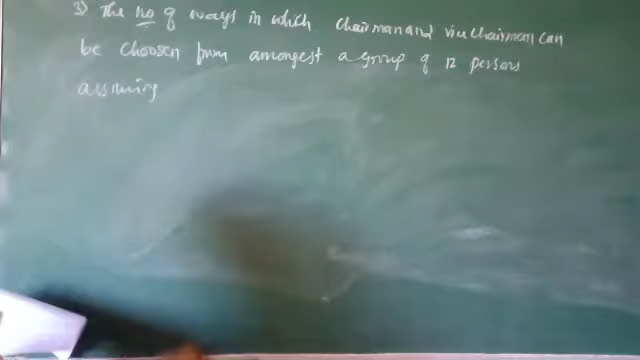 3) The no of ways in which chairman and vice chairman can
be choosen from amongest a group of 12 persons
assuming